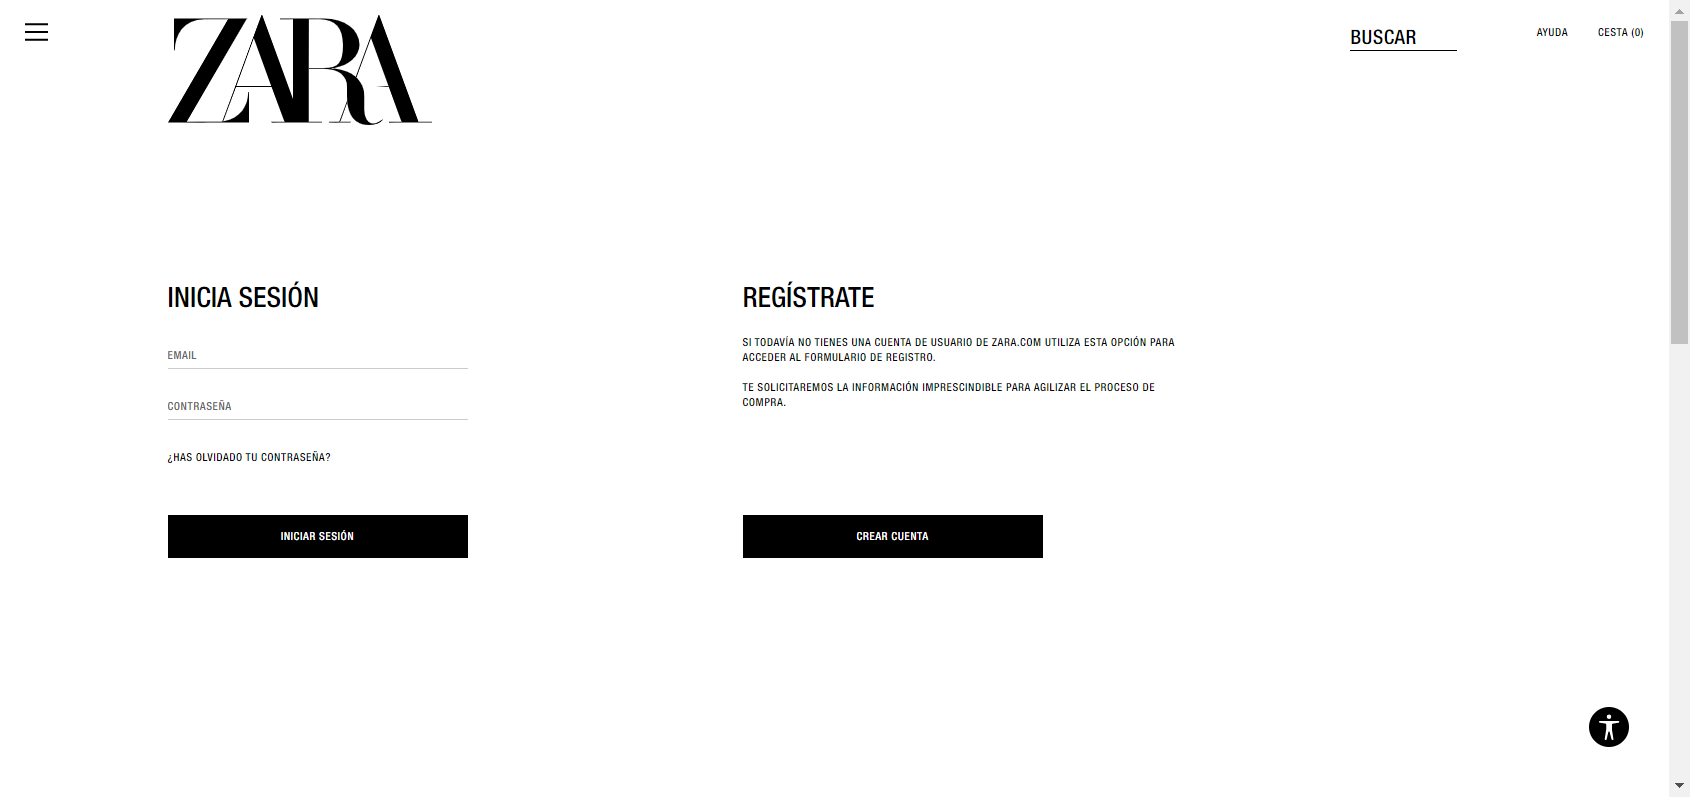 ZARA
BUSCAR
AYUDA
CESTA (0)
INICIA SESIÓN
EMAIL
CONTRASEÑA
¿HAS OLVIDADO TU CONTRASEÑA?
INICIAR SESIÓN
REGÍSTRATE
SI TODAVÍA NO TIENES UNA CUENTA DE USUARIO DE ZARA.COM UTILIZA ESTA OPCIÓN PARA
ACCEDER AL FORMULARIO DE REGISTRO.
TE SOLICITAREMOS LA INFORMACIÓN IMPRESCINDIBLE PARA AGILIZAR EL PROCESO DE
COMPRA.
CREAR CUENTA